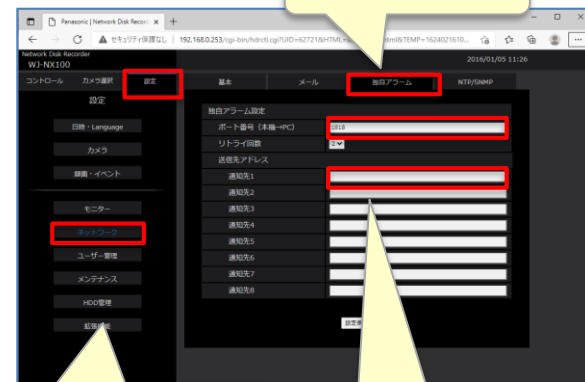 Panasonic | Network Disk Recor
192.168.0.253/cgi-bin/hdrctl.cgi?UID=62721&HTML=
html&TEMP=1624021610...
セキュリティ保護なし
Network Disk Recorder
WJ-NX100
2016/01/05 11:26
コントロール カメラ選択 設定
基本 メール 独自アラーム NTP/SNMP
設定
日時・Language
カメラ
録画・イベント
モニター
ネットワーク
ユーザー管理
メンテナンス
HDD管理
独自アラーム設定
ポート番号（本機→PC） 1818
リトライ回数 2
送信先アドレス
通知先1
通知先2
通知先3
通知先4
通知先5
通知先6
通知先7
通知先8